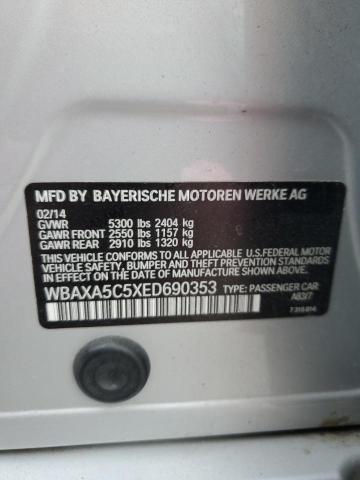 MFD BY BAYERISCHE MOTOREN WERKE AG
02/14
GVWR 5300 lbs 2404 kg
GAWR FRONT 2550 lbs 1157 kg
GAWR REAR 2910 lbs 1320 kg
THIS VEHICLE CONFORMS TO ALL APPLICABLE U.S.FEDERAL MOTOR
VEHICLE SAFETY, BUMPER, AND THEFT PREVENTION STANDARDS
IN EFFECT ON THE DATE OF MANUFACTURE SHOWN ABOVE.
WBAXA5C5XED690353 TYPE: PASSENGER CAR:
A83/7